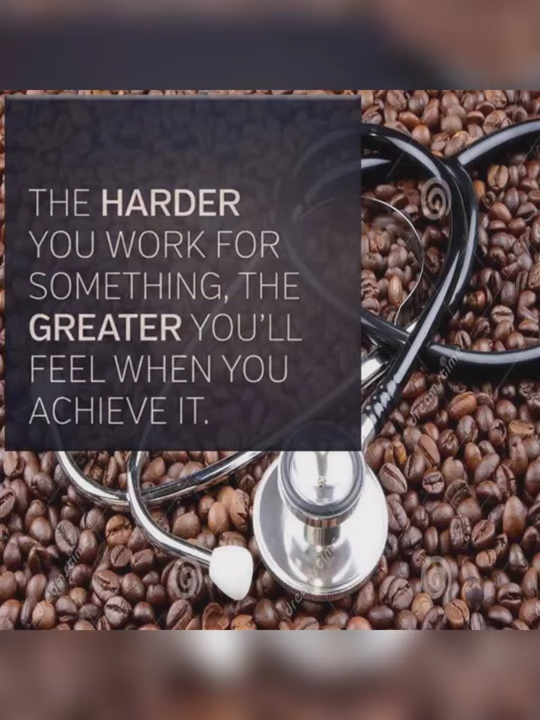 THE HARDER
YOU WORK FOR
SOMETHING, THE
GREATER YOU'LL
FEEL WHEN YOU
ACHIEVE IT.